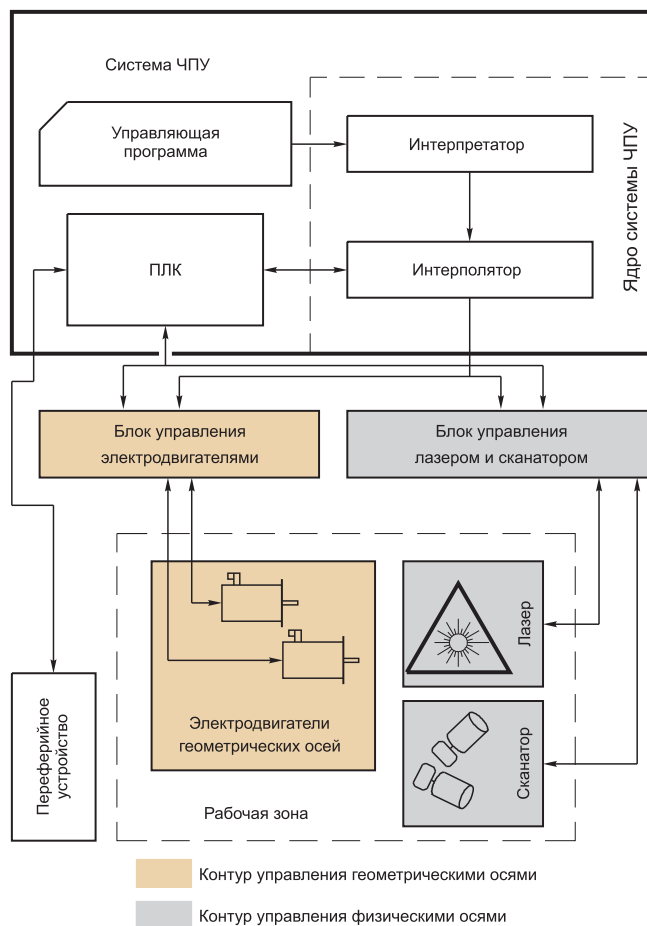 Система ЧПУ
Управляющая
программа
Интерпретатор
Ядро системы ЧПУ
ПЛК
Интерполятор
Блок управления
электродвигателями
Блок управления
лазером и сканатором
Лазер
Электродвигатели
геометрических осей
Сканатор
Переферийное
устройство
Рабочая зона
Контур управления геометрическими осями
Контур управления физическими осями